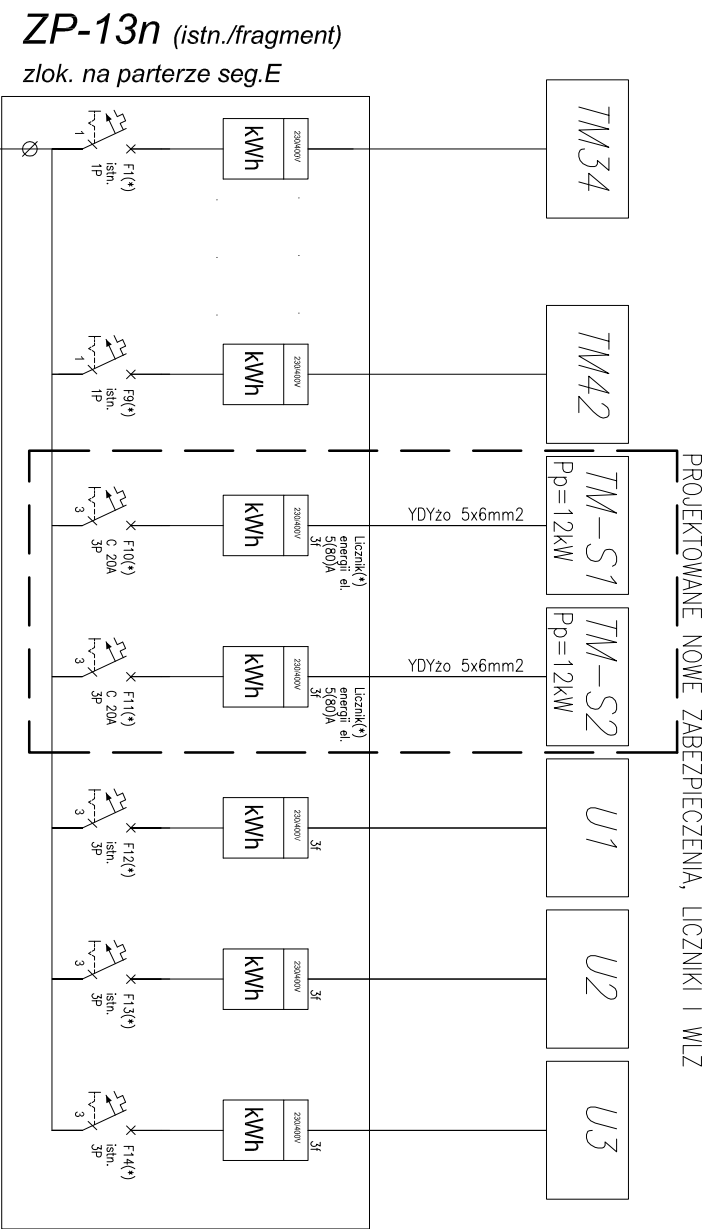 ZP-13n (istn./fragment)
zlok. na parterze seg.E
PROJEKTOWANE NOWE ZABEZPIECZENIA, LICZNIKI I WLZ
TM34
230/400V
kWh
F1(*)
istn.
1P
1
TM42
230/400V
kWh
F9(*)
istn.
1P
1
TM-S1
Pp=12kW
YDYżo 5x6mm2
Licznik(*)
energii el.
5(80)A
3f
230/400V
kWh
F10(*)
C 20A
3P
3
TM-S2
Pp=12kW
YDYżo 5x6mm2
Licznik(*)
energii el.
5(80)A
3f
230/400V
kWh
F11(*)
C 20A
3P
3
U1
3f
230/400V
kWh
F12(*)
istn.
3P
3
U2
3f
230/400V
kWh
F13(*)
istn.
3P
3
U3
3f
230/400V
kWh
F14(*)
istn.
3P
3